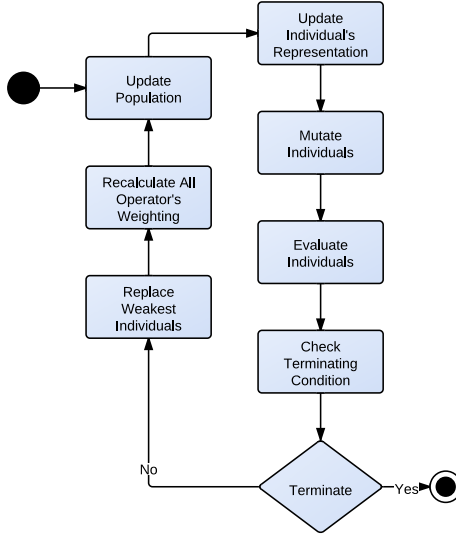 Update
Individual's
Representation
Update
Population
Mutate
Individuals
Recalculate All
Operator's
Weighting
Evaluate
Individuals
Replace
Weakest
Individuals
Check
Terminating
Condition
No
Terminate
Yes